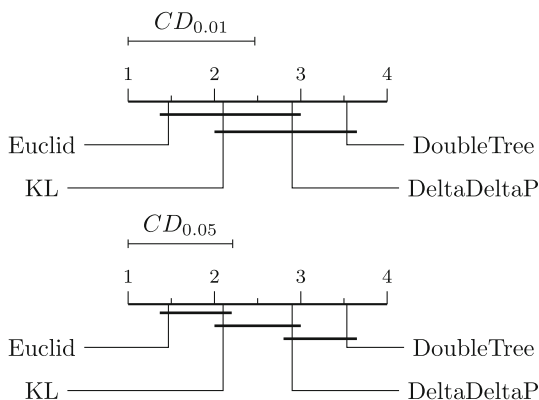 CD0.01
1 2 3 4
Euclid DoubleTree
KL DeltaDeltaP
CD0.05
1 2 3 4
Euclid DoubleTree
KL DeltaDeltaP